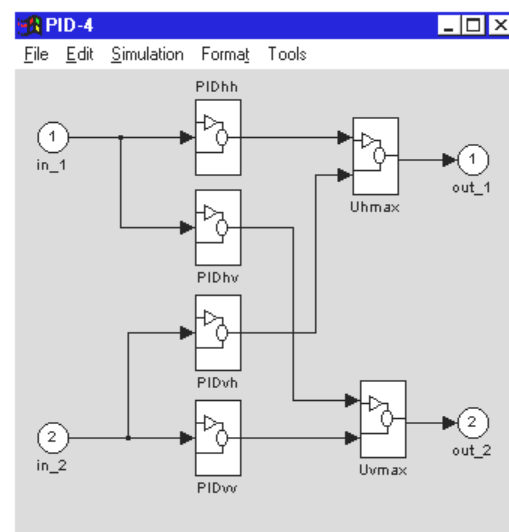 PID-4
File Edit Simulation Format Tools
PIDhh
1
in_1
1
out_1
Uhmax
PIDhv
PIDvh
2
in_2
2
out_2
Uvmax
PIDvv